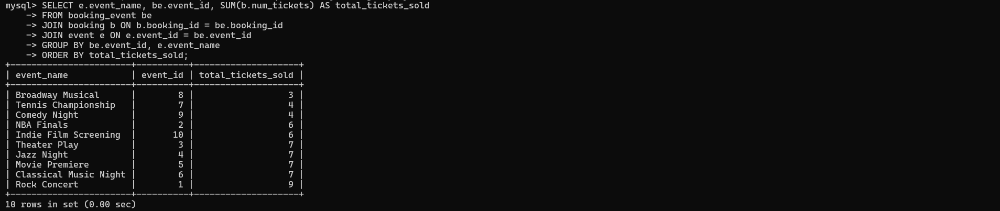 mysql> SELECT e.event_name, be.event_id, SUM(b.num_tickets) AS total_tickets_sold
    -> FROM booking_event be
    -> JOIN booking b ON b.booking_id = be.booking_id
    -> JOIN event e ON e.event_id = be.event_id
    -> GROUP BY be.event_id, e.event_name
    -> ORDER BY total_tickets_sold;
+-----------------------+----------+--------------------+
| event_name            | event_id | total_tickets_sold |
+-----------------------+----------+--------------------+
| Broadway Musical      |        8 |                  3 |
| Tennis Championship   |        7 |                  4 |
| Comedy Night          |        9 |                  4 |
| NBA Finals            |        2 |                  6 |
| Indie Film Screening  |       10 |                  6 |
| Theater Play          |        3 |                  7 |
| Jazz Night            |        4 |                  7 |
| Movie Premiere        |        5 |                  7 |
| Classical Music Night |        6 |                  7 |
| Rock Concert          |        1 |                  9 |
+-----------------------+----------+--------------------+
10 rows in set (0.00 sec)